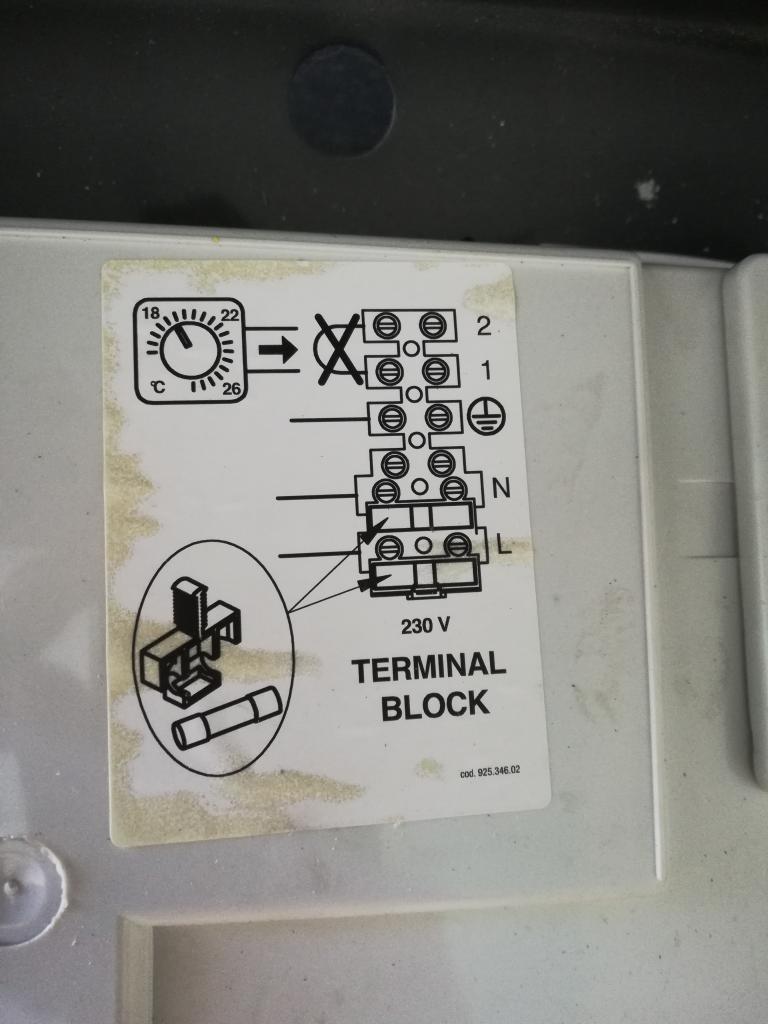 18
22
°C
26
2
1
N
L
230 V
TERMINAL
BLOCK
cod. 925.346.02